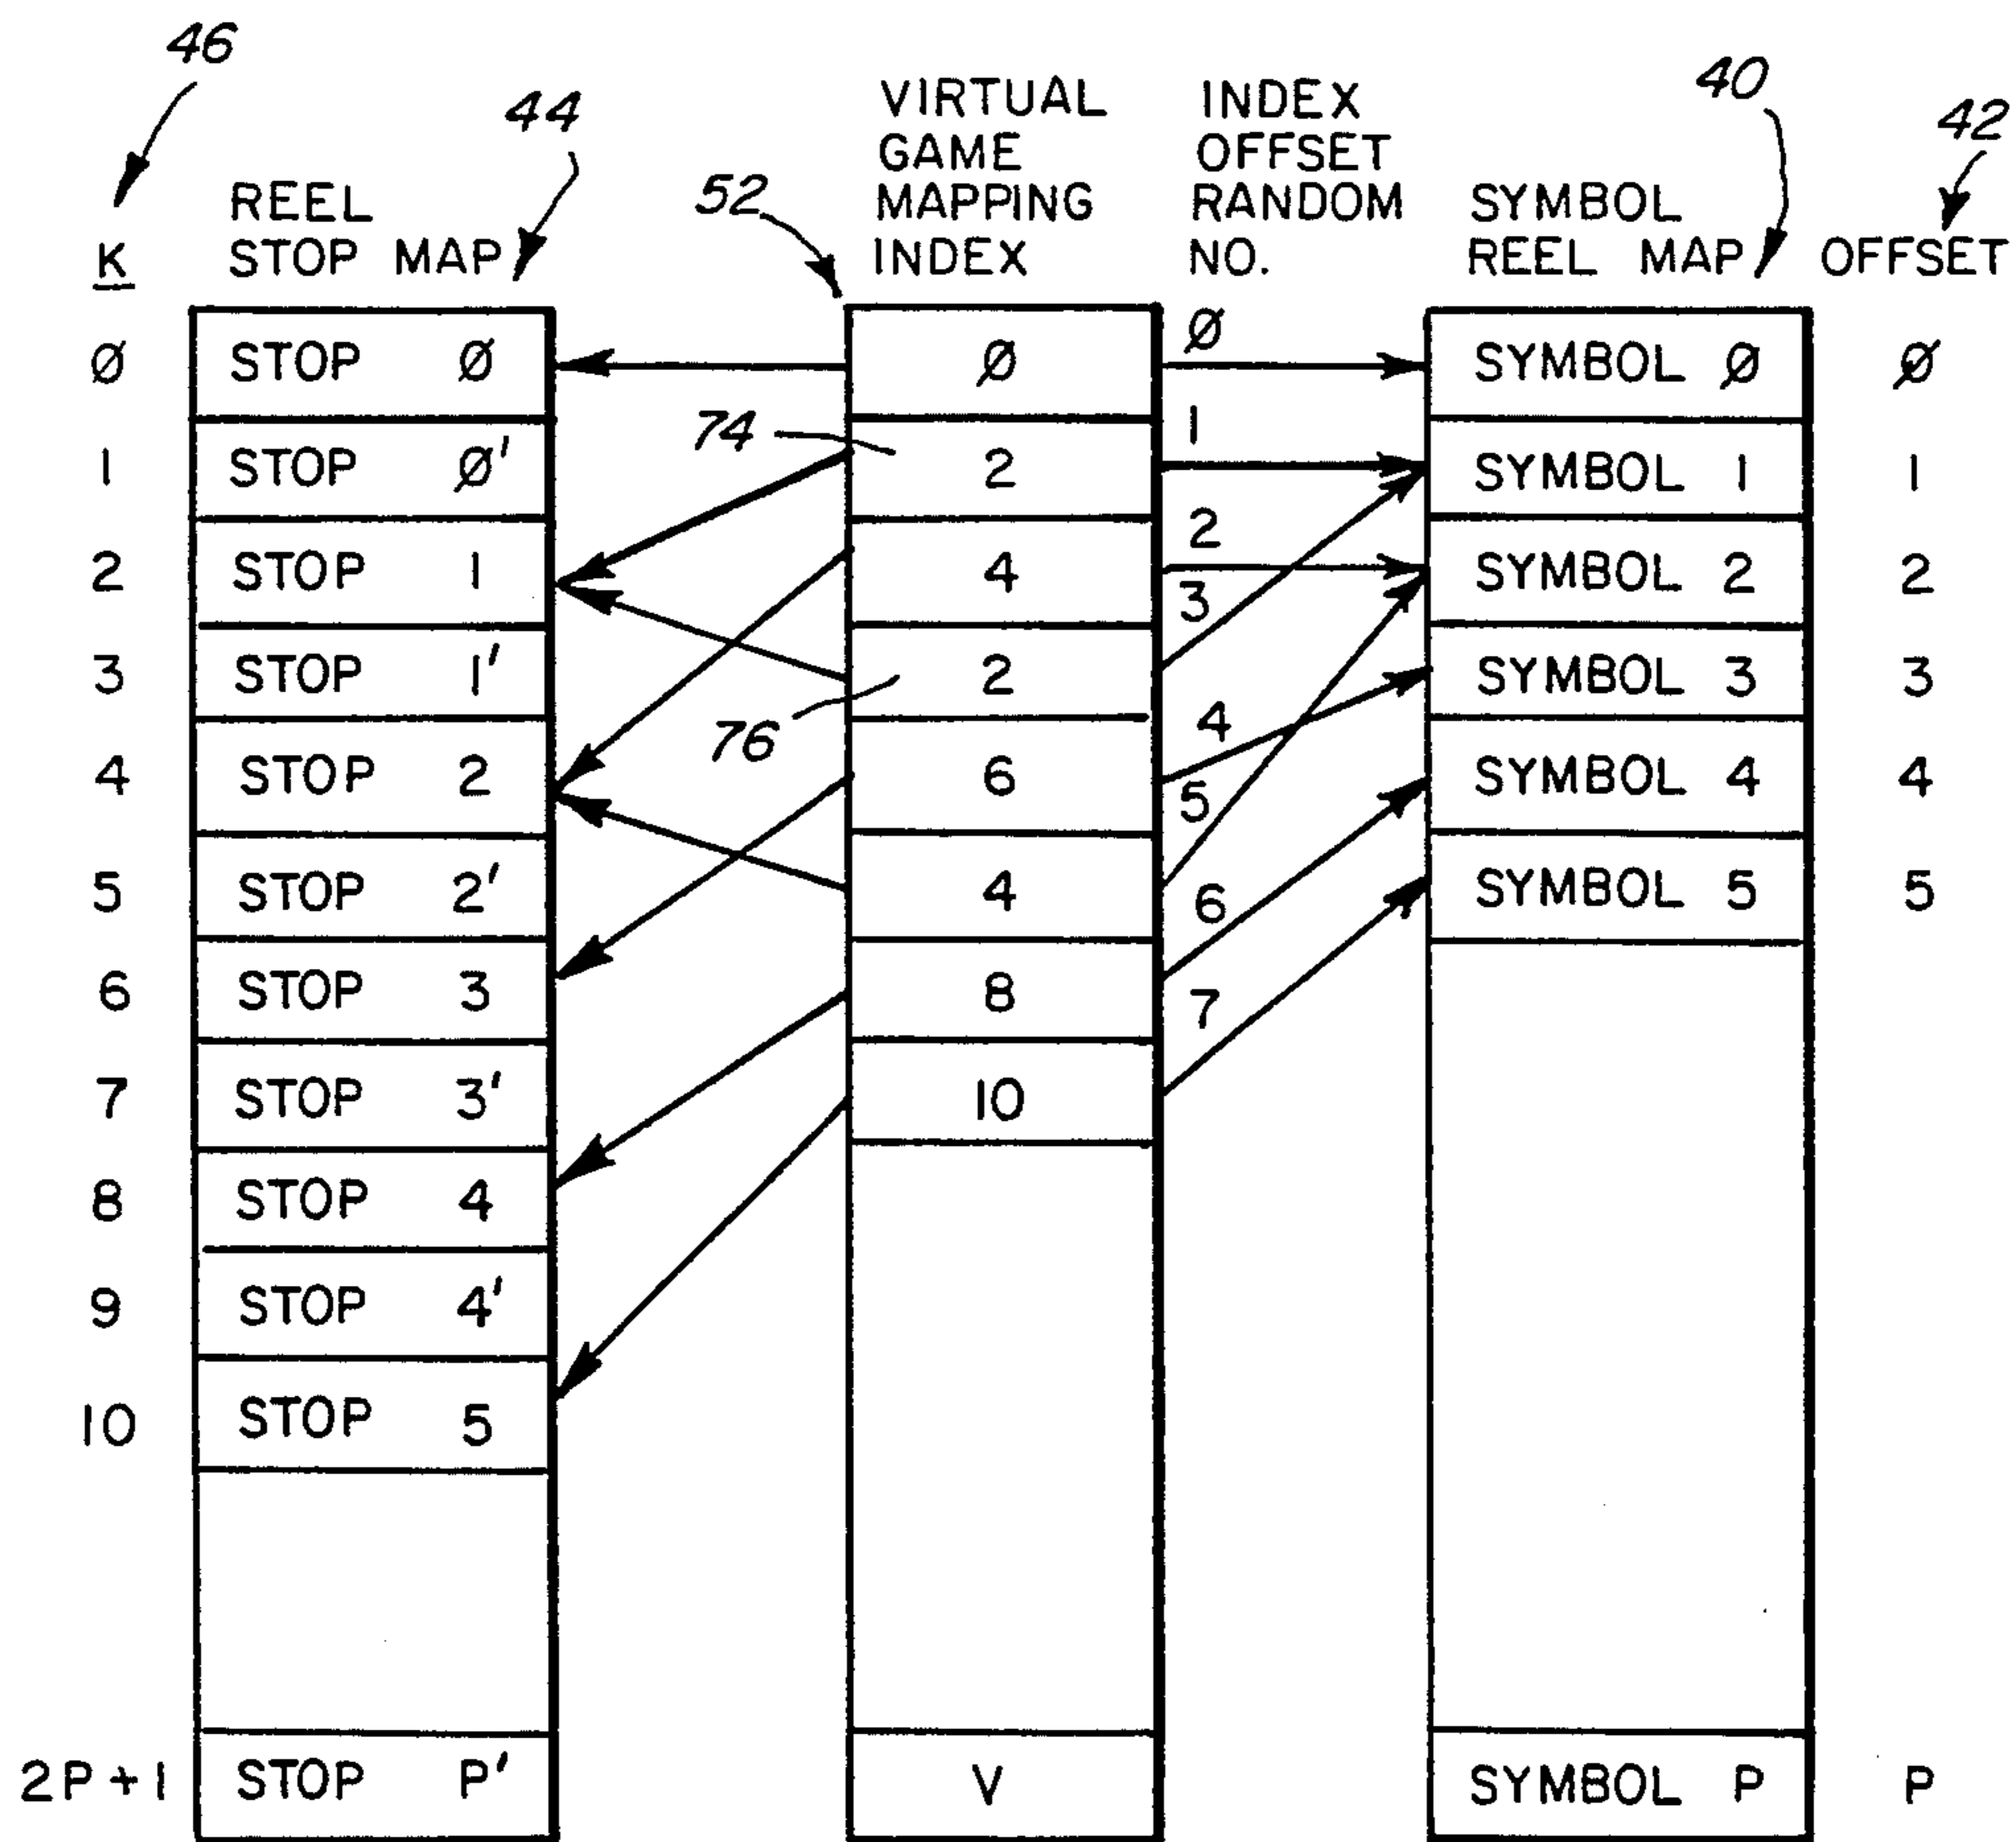 46
44
40
42
52
VIRTUAL GAME MAPPING INDEX
INDEX OFFSET RANDOM NO.
K
REEL STOP MAP
SYMBOL REEL MAP
OFFSET
Ø STOP Ø Ø Ø SYMBOL Ø Ø
1 STOP Ø' 74 2 1 SYMBOL 1 1
2 STOP 1 4 2 SYMBOL 2 2
3 STOP 1' 76 2 3 SYMBOL 3 3
4 STOP 2 6 4 SYMBOL 4 4
5 STOP 2' 4 5 SYMBOL 5 5
6 STOP 3 8 6
7 STOP 3' 10 7
8 STOP 4
9 STOP 4'
10 STOP 5
2P+1 STOP P' V SYMBOL P P